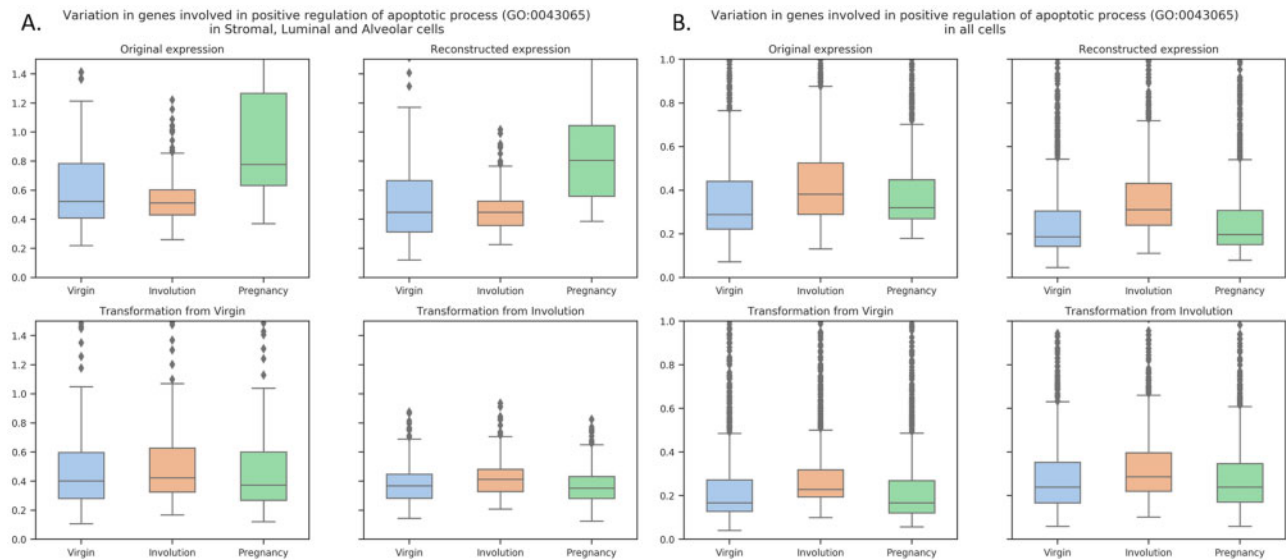 A.
Variation in genes involved in positive regulation of apoptotic process (GO:0043065)
in Stromal, Luminal and Alveolar cells
Original expression
Reconstructed expression
1.4
1.2
1.0
0.8
0.6
0.4
0.2
0.0
Virgin
Involution
Pregnancy
Virgin
Involution
Pregnancy
Transformation from Virgin
Transformation from Involution
1.4
1.2
1.0
0.8
0.6
0.4
0.2
0.0
Virgin
Involution
Pregnancy
Virgin
Involution
Pregnancy
B.
Variation in genes involved in positive regulation of apoptotic process (GO:0043065)
in all cells
Original expression
Reconstructed expression
1.0
0.8
0.6
0.4
0.2
0.0
Virgin
Involution
Pregnancy
Virgin
Involution
Pregnancy
Transformation from Virgin
Transformation from Involution
1.0
0.8
0.6
0.4
0.2
0.0
Virgin
Involution
Pregnancy
Virgin
Involution
Pregnancy